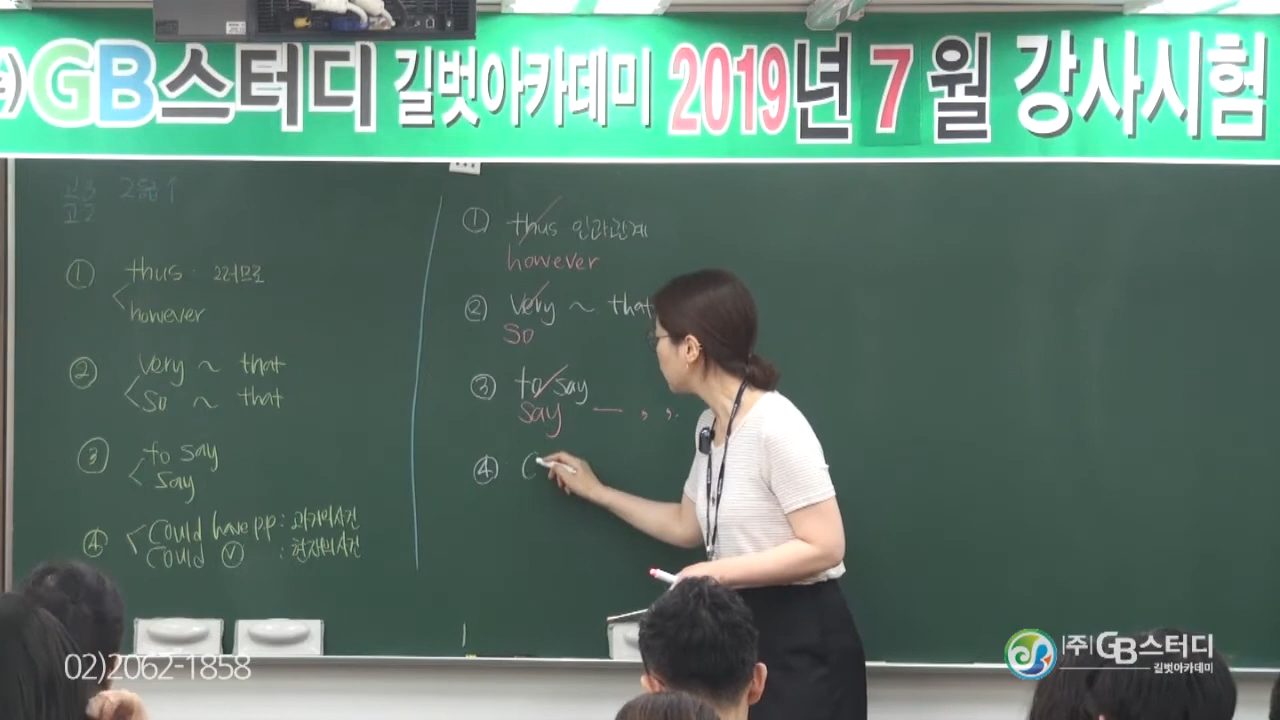 GB스터디 길벗아카데미 2019년 7월 강사시험
고3
고2
① thus 그러므로
however
② very ~ that
so ~ that
③ to say
say
④ Could have pp : 과거의 사건
Could ⓥ : 현재의 사건
① thus 인과관계
however
② very ~ that
So
③ to say
say — , ,.
④ C
02)2062-1858
(주)GB스터디
길벗아카데미